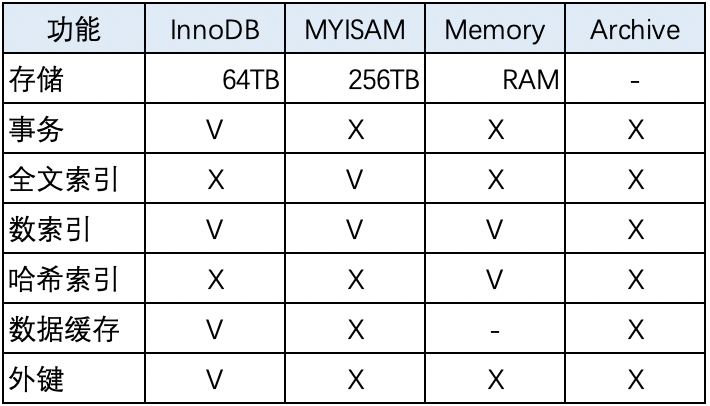 功能 InnoDB MYISAM Memory Archive
存储 64TB 256TB RAM -
事务 V X X X
全文索引 X V X X
数索引 V V V X
哈希索引 X X V X
数据缓存 V X - X
外键 V X X X